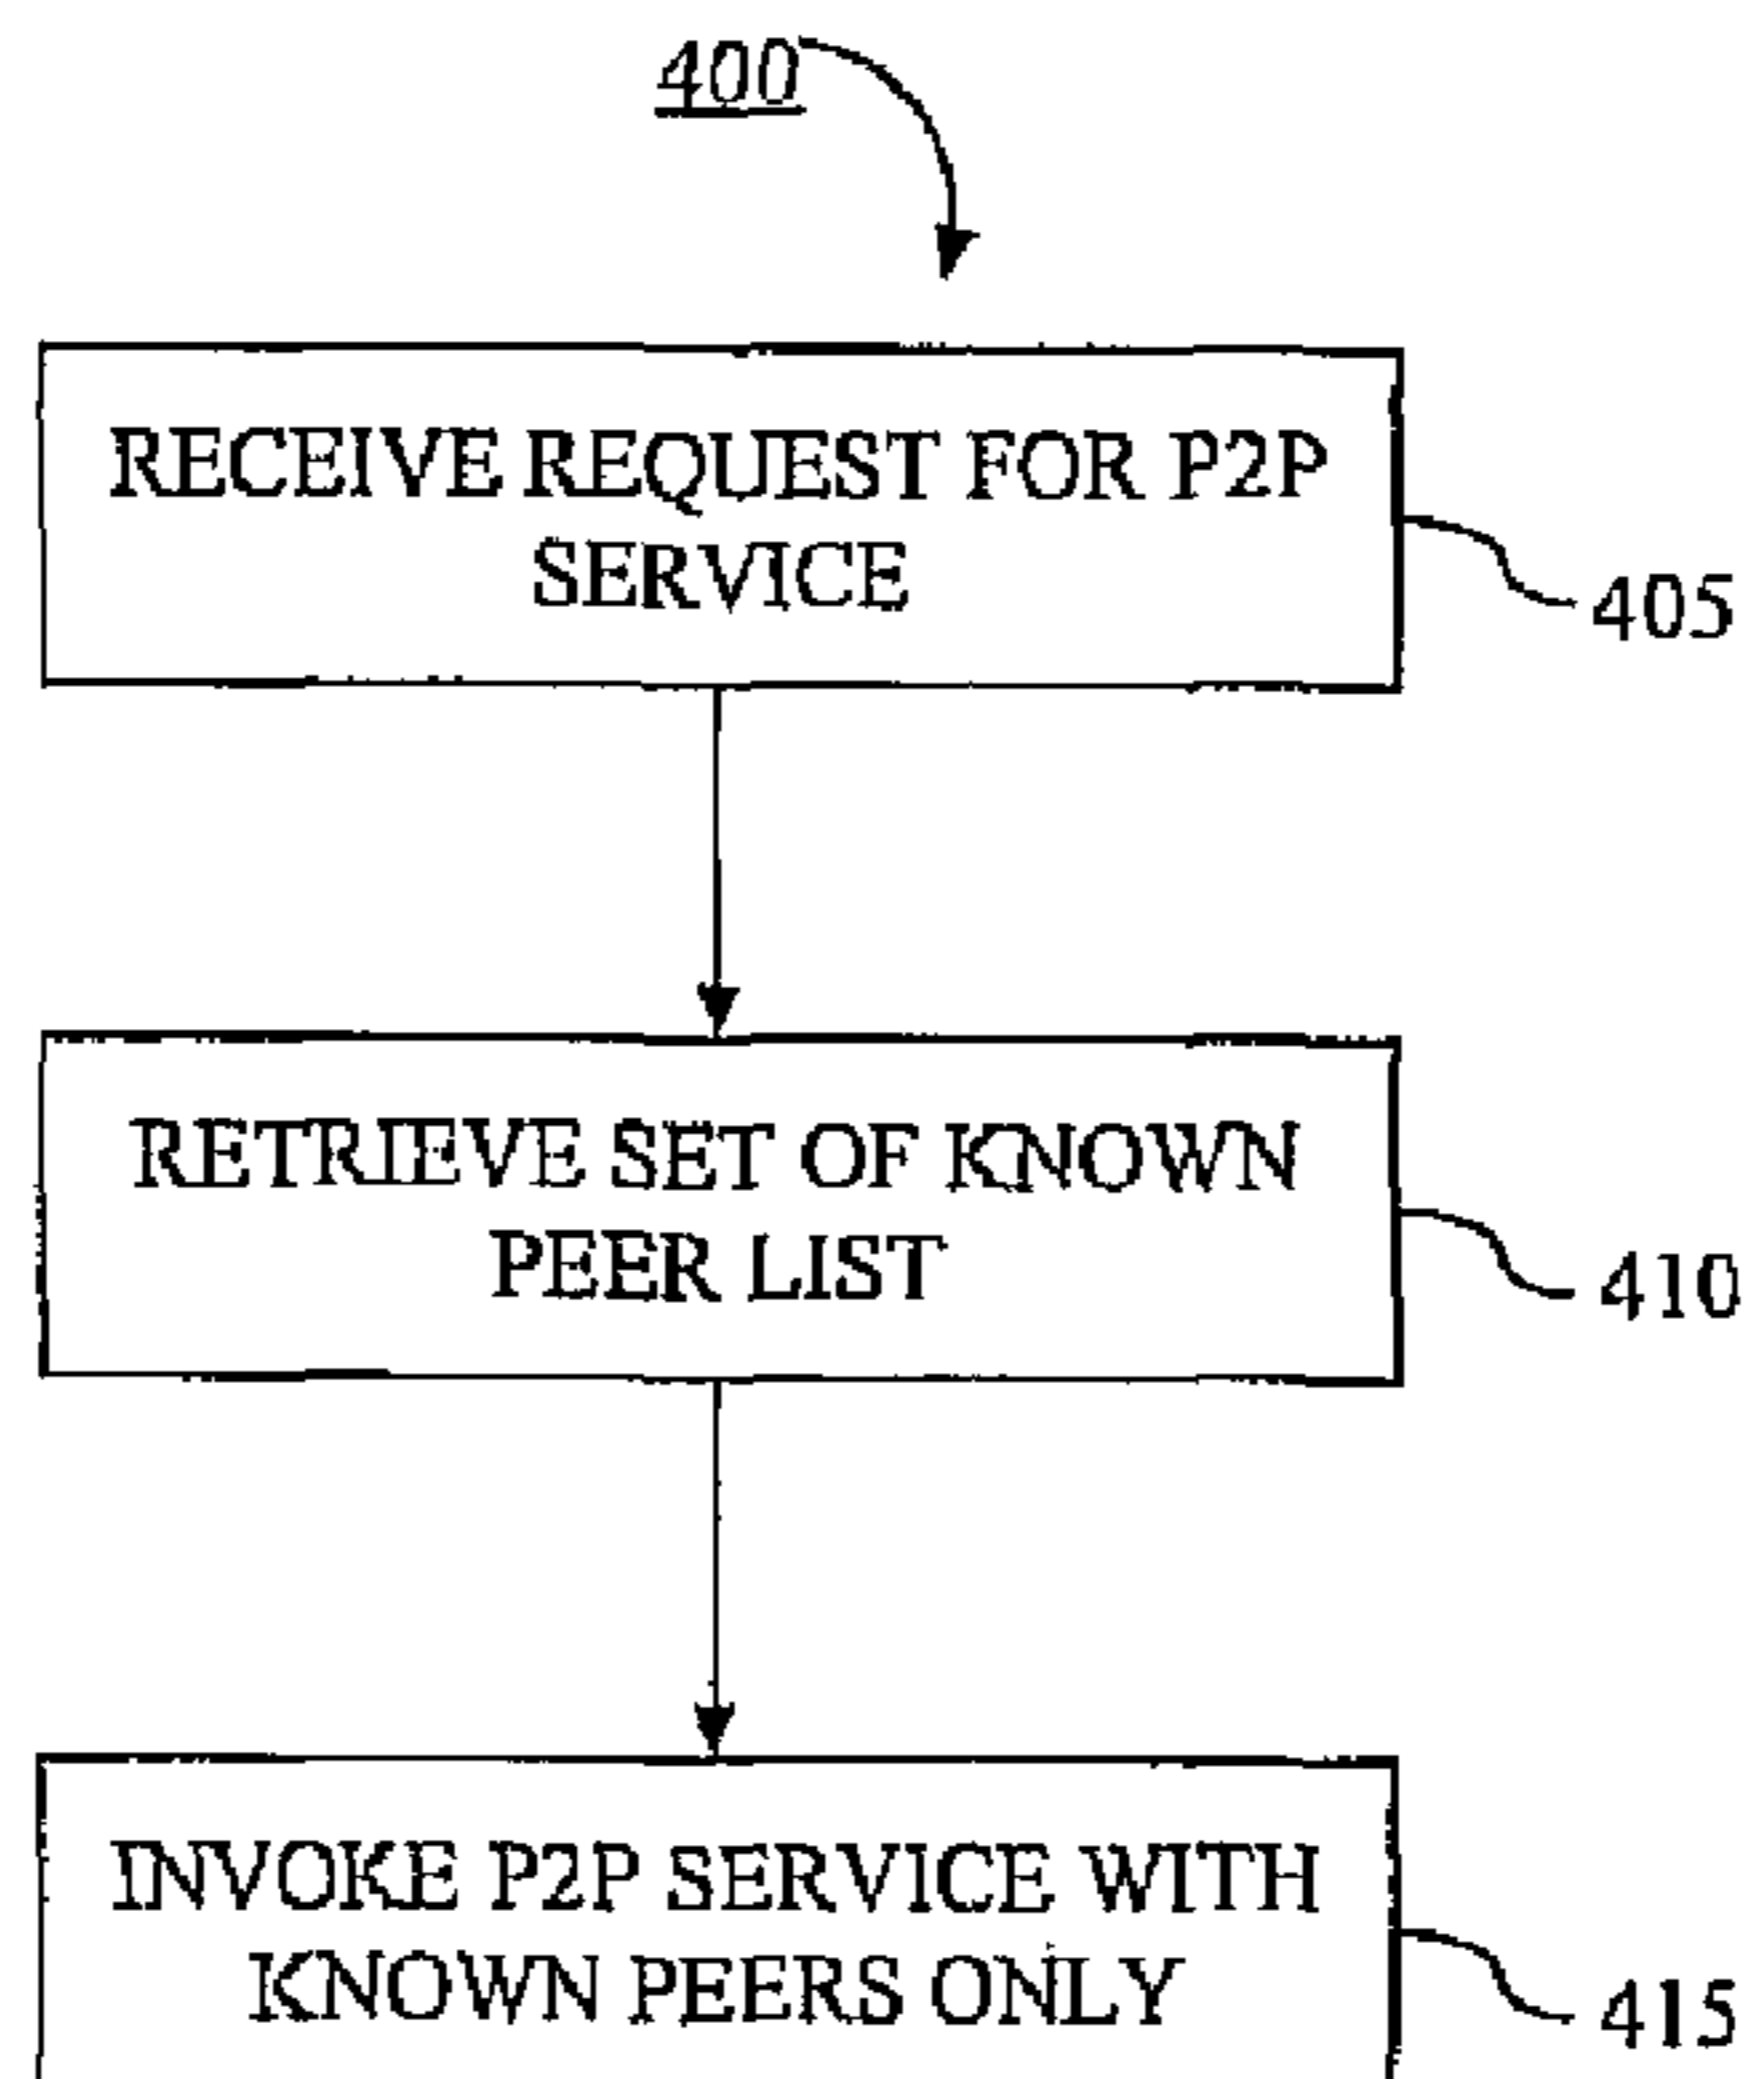 400
RECEIVE REQUEST FOR P2P
SERVICE
405
RETRIEVE SET OF KNOWN
PEER LIST
410
INVOKE P2P SERVICE WITH
KNOWN PEERS ONLY
415